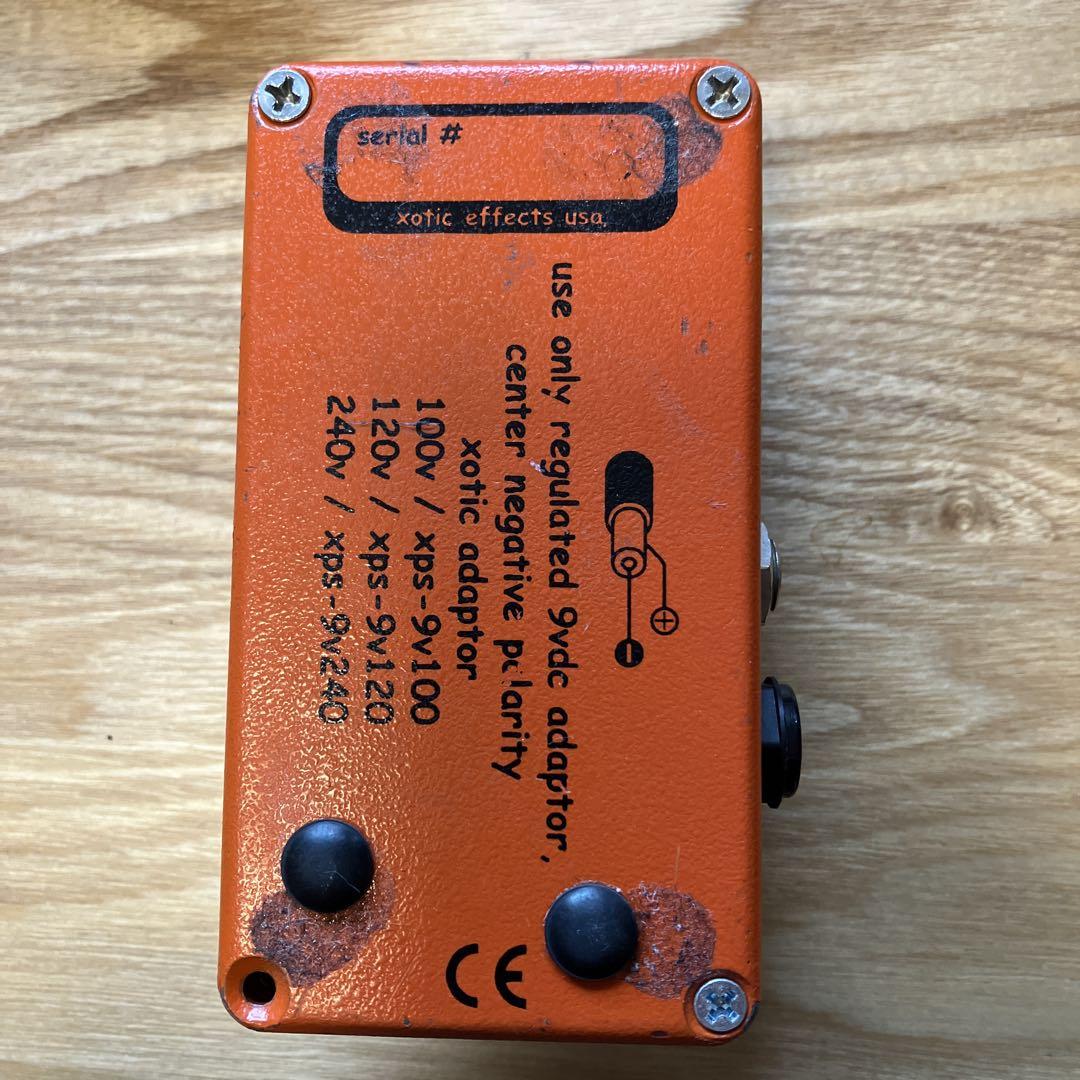 serial #
xotic effects usa
use only regulated 9vdc adaptor,
center negative polarity
xotic adaptor
100v / xps-9v100
120v / xps-9v120
240v / xps-9v240
CE